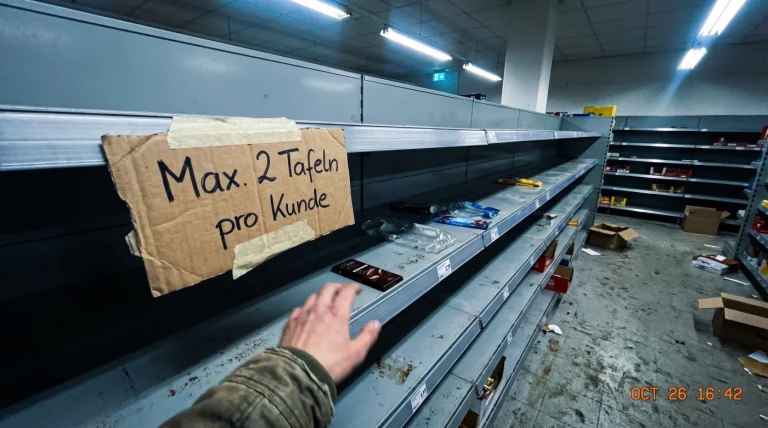 Max. 2 Tafeln
pro Kunde
OCT 26 16:42